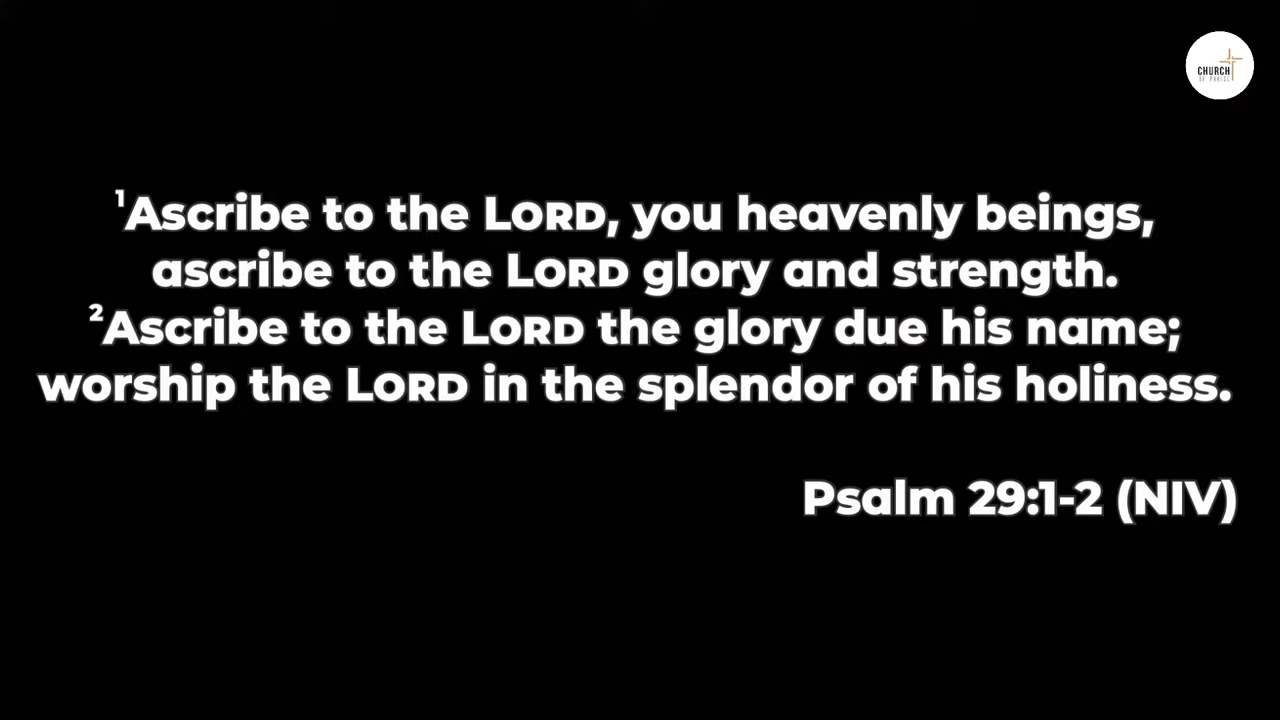 CHURCH
OF PRAISE
¹Ascribe to the LORD, you heavenly beings,
ascribe to the LORD glory and strength.
²Ascribe to the LORD the glory due his name;
worship the LORD in the splendor of his holiness.
Psalm 29:1-2 (NIV)